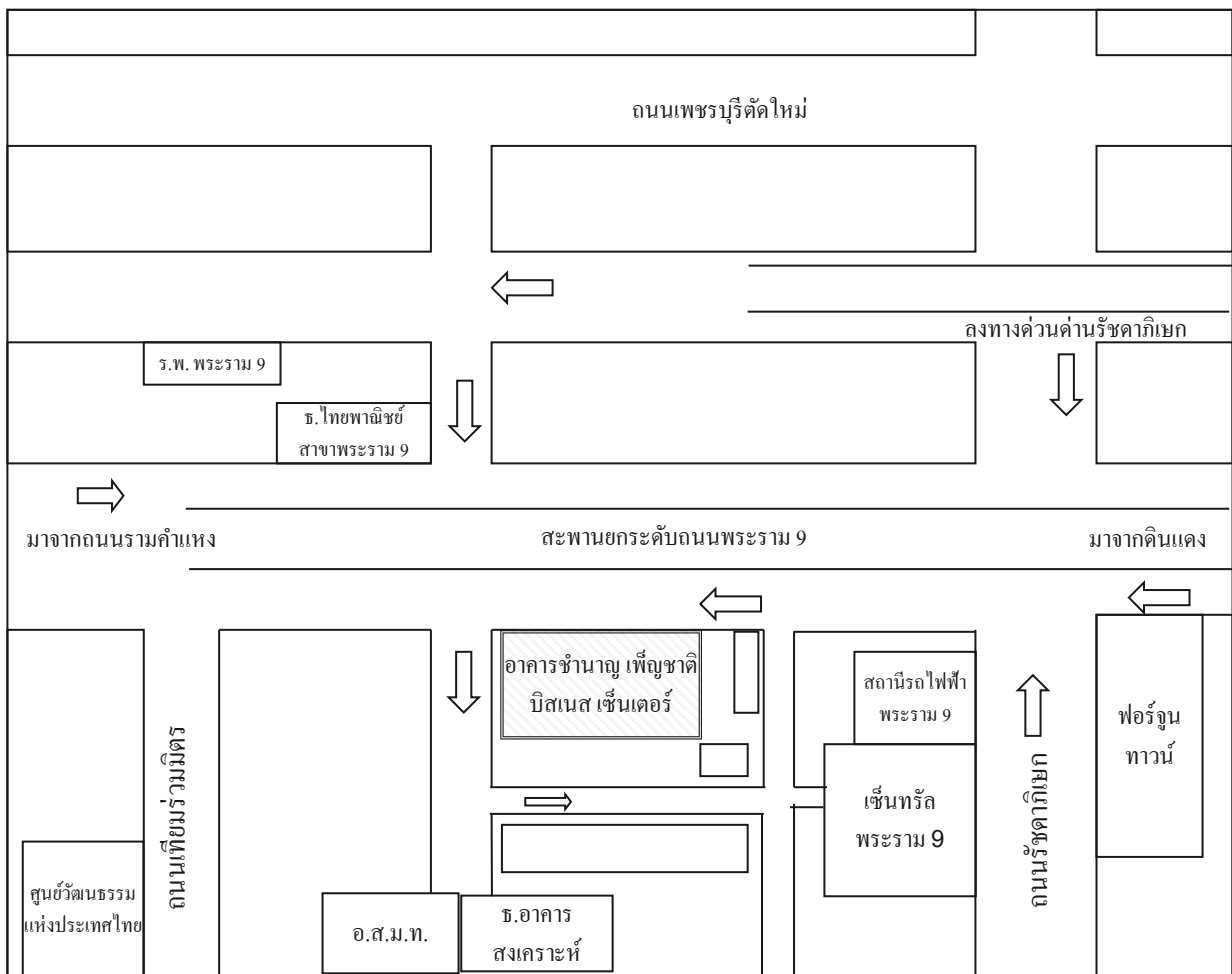 ถนนเพชรบุรีตัดใหม่
ลงทางด่วนด่านรัชดาภิเษก
ร.พ. พระราม 9
ธ.ไทยพาณิชย์
สาขาพระราม 9
มาจากถนนรามคำแหง
สะพานยกระดับถนนพระราม 9
มาจากดินแดง
อาคารชำนาญ เพ็ญชาติ
บิสเนส เซ็นเตอร์
สถานีรถไฟฟ้า
พระราม 9
ฟอร์จูน
ทาวน์
ถนนเทียมร่วมมิตร
เซ็นทรัล
พระราม 9
ถนนรัชดาภิเษก
ศูนย์วัฒนธรรม
แห่งประเทศไทย
อ.ส.ม.ท.
ธ.อาคาร
สงเคราะห์